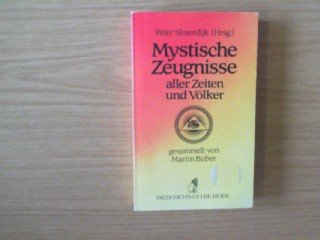 Peter Sloterdijk (Hrsg.)
Mystische
Zeugnisse
aller Zeiten
und Völker
gesammelt von
Martin Buber
DIEDERICHS GELBE REIHE